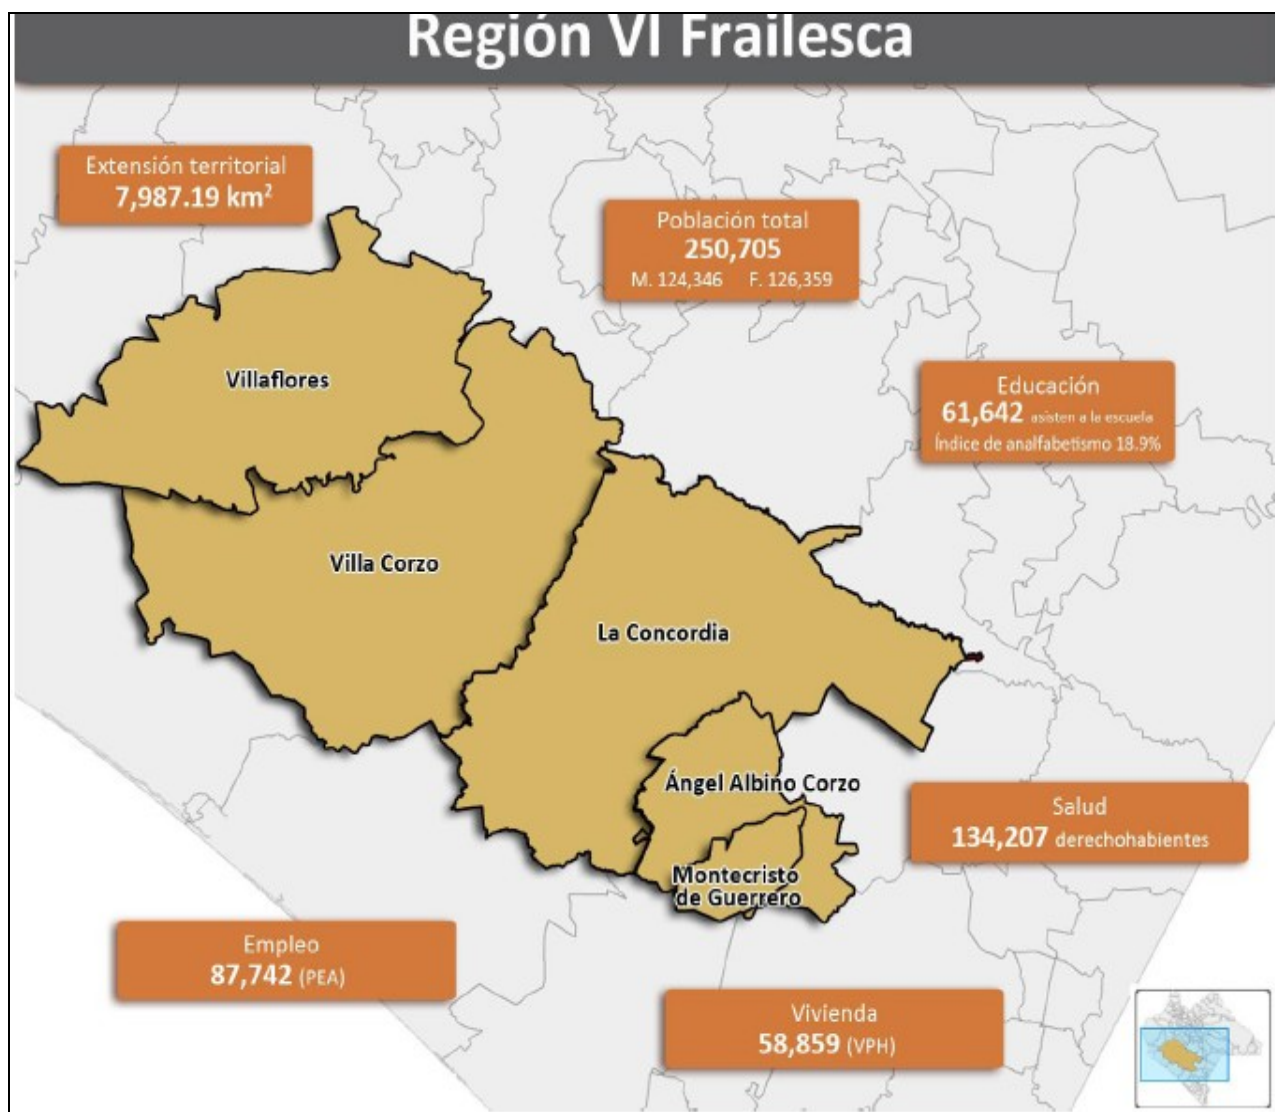 Región VI Frailesca
Extensión territorial
7,987.19 km²
Población total
250,705
M. 124,346 F. 126,359
Educación
61,642 asisten a la escuela
Índice de analfabetismo 18.9%
Villaflores
Villa Corzo
La Concordia
Ángel Albino Corzo
Montecristo
de Guerrero
Salud
134,207 derechohabientes
Empleo
87,742 (PEA)
Vivienda
58,859 (VPH)